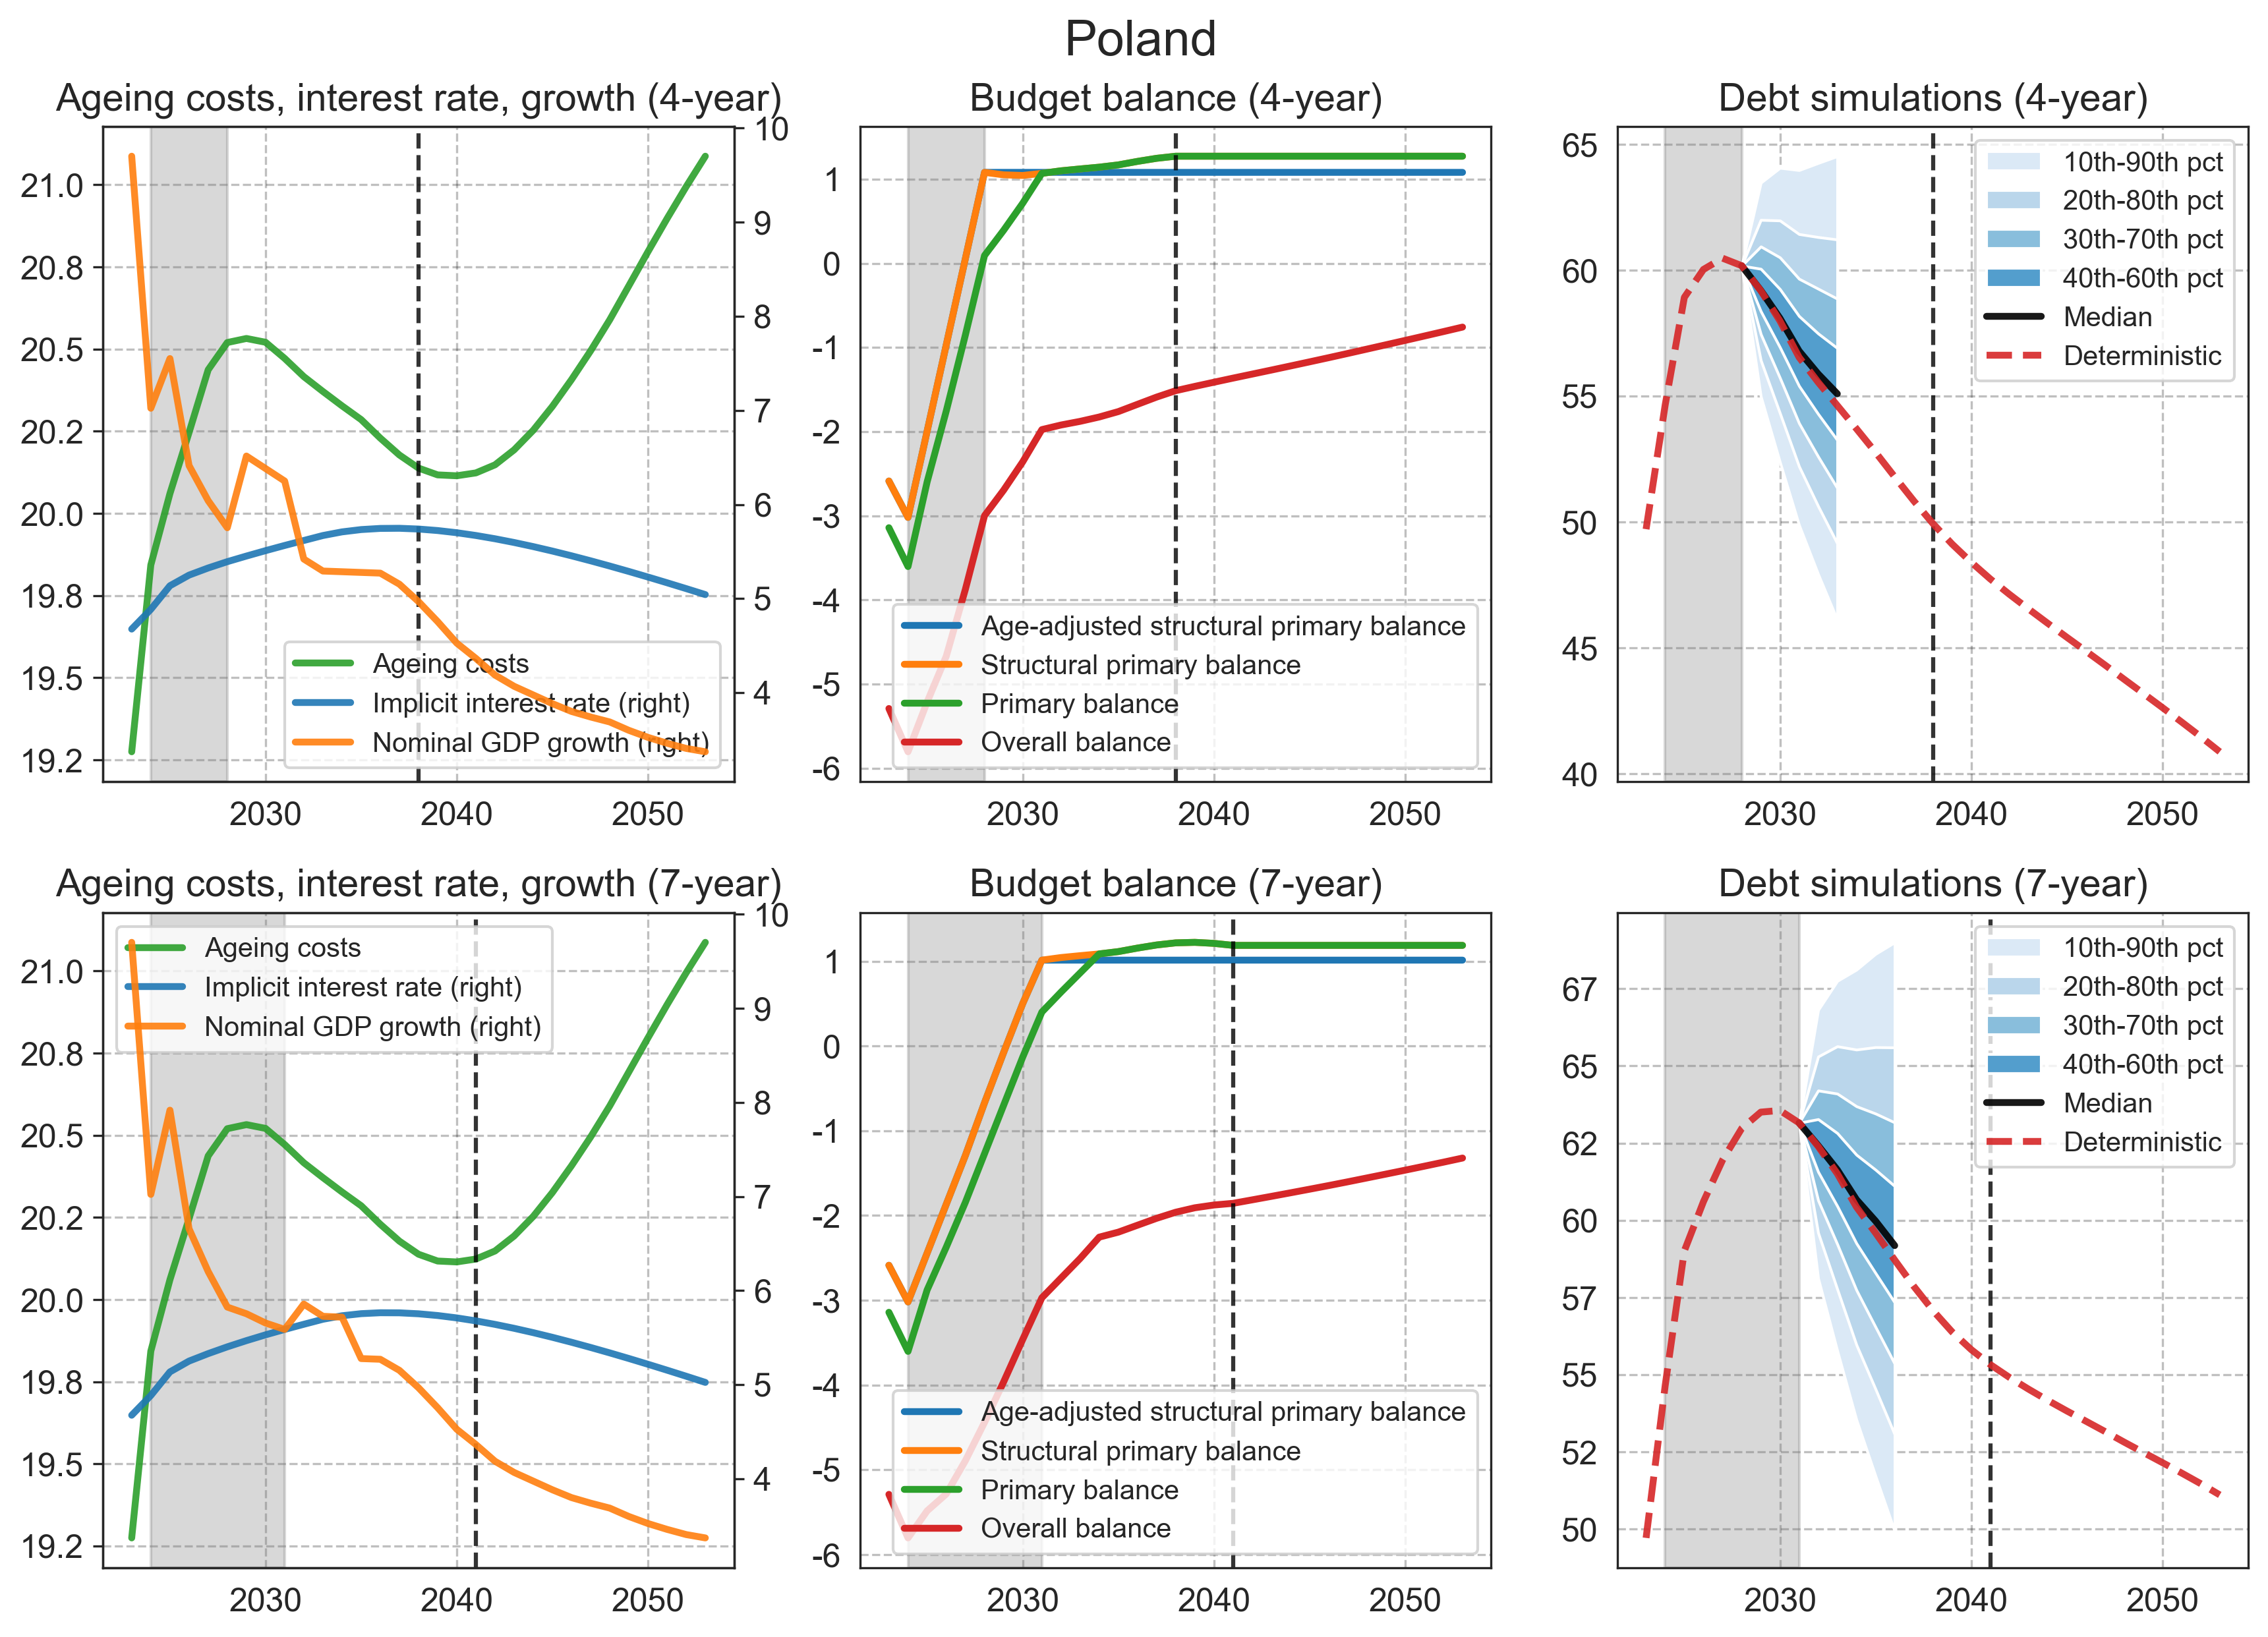 Poland
Ageing costs, interest rate, growth (4-year)
10
21.0
9
20.8
8
20.5
7
20.2
6
20.0
5
19.8
4
19.5
19.2
Ageing costs
Implicit interest rate (right)
Nominal GDP growth (right)
2030 2040 2050
Budget balance (4-year)
1
0
-1
-2
-3
-4
-5
-6
Age-adjusted structural primary balance
Structural primary balance
Primary balance
Overall balance
2030 2040 2050
Debt simulations (4-year)
65
60
55
50
45
40
10th-90th pct
20th-80th pct
30th-70th pct
40th-60th pct
Median
Deterministic
2030 2040 2050
Ageing costs, interest rate, growth (7-year)
10
21.0
9
20.8
8
20.5
7
20.2
6
20.0
5
19.8
4
19.5
19.2
Ageing costs
Implicit interest rate (right)
Nominal GDP growth (right)
2030 2040 2050
Budget balance (7-year)
1
0
-1
-2
-3
-4
-5
-6
Age-adjusted structural primary balance
Structural primary balance
Primary balance
Overall balance
2030 2040 2050
Debt simulations (7-year)
67
65
62
60
57
55
52
50
10th-90th pct
20th-80th pct
30th-70th pct
40th-60th pct
Median
Deterministic
2030 2040 2050